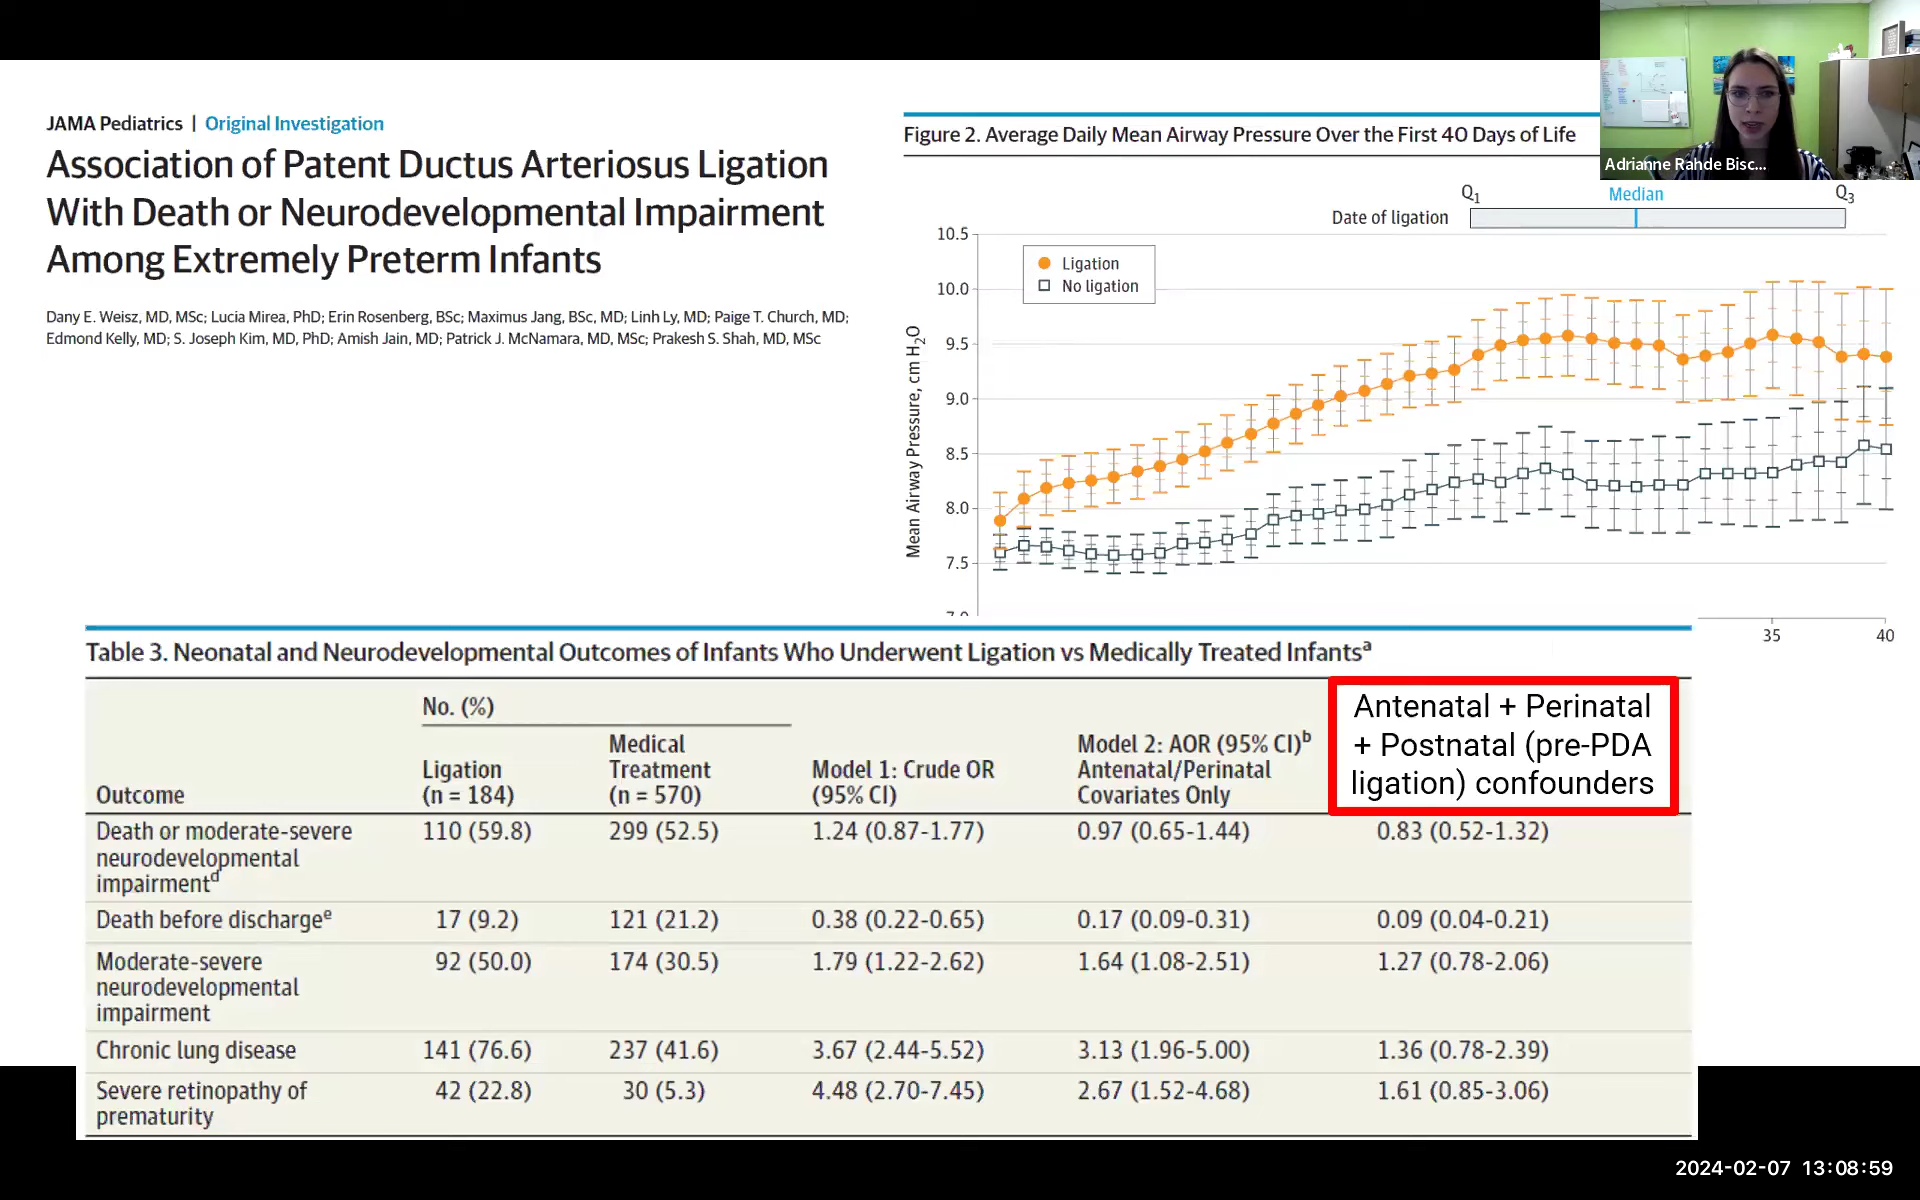 JAMA Pediatrics | Original Investigation
Association of Patent Ductus Arteriosus Ligation
With Death or Neurodevelopmental Impairment
Among Extremely Preterm Infants
Dany E. Weisz, MD, MSc; Lucia Mirea, PhD; Erin Rosenberg, BSc; Maximus Jang, BSc, MD; Linh Ly, MD; Paige T. Church, MD;
Edmond Kelly, MD; S. Joseph Kim, MD, PhD; Amish Jain, MD; Patrick J. McNamara, MD, MSc; Prakesh S. Shah, MD, MSc
Figure 2. Average Daily Mean Airway Pressure Over the First 40 Days of Life
Adrianne Rahde Bisc...
Q1 Median Q3
Date of ligation
Ligation
No ligation
Mean Airway Pressure, cm H2O
10.5
10.0
9.5
9.0
8.5
8.0
7.5
35 40
Table 3. Neonatal and Neurodevelopmental Outcomes of Infants Who Underwent Ligation vs Medically Treated Infantsa
No. (%)
Outcome
Ligation
(n = 184)
Medical
Treatment
(n = 570)
Model 1: Crude OR
(95% CI)
Model 2: AOR (95% CI)b
Antenatal/Perinatal
Covariates Only
Antenatal + Perinatal
+ Postnatal (pre-PDA
ligation) confounders
Death or moderate-severe 110 (59.8) 299 (52.5) 1.24 (0.87-1.77) 0.97 (0.65-1.44) 0.83 (0.52-1.32)
neurodevelopmental
impairmentd
Death before dischargee 17 (9.2) 121 (21.2) 0.38 (0.22-0.65) 0.17 (0.09-0.31) 0.09 (0.04-0.21)
Moderate-severe 92 (50.0) 174 (30.5) 1.79 (1.22-2.62) 1.64 (1.08-2.51) 1.27 (0.78-2.06)
neurodevelopmental
impairment
Chronic lung disease 141 (76.6) 237 (41.6) 3.67 (2.44-5.52) 3.13 (1.96-5.00) 1.36 (0.78-2.39)
Severe retinopathy of 42 (22.8) 30 (5.3) 4.48 (2.70-7.45) 2.67 (1.52-4.68) 1.61 (0.85-3.06)
prematurity
2024-02-07 13:08:59